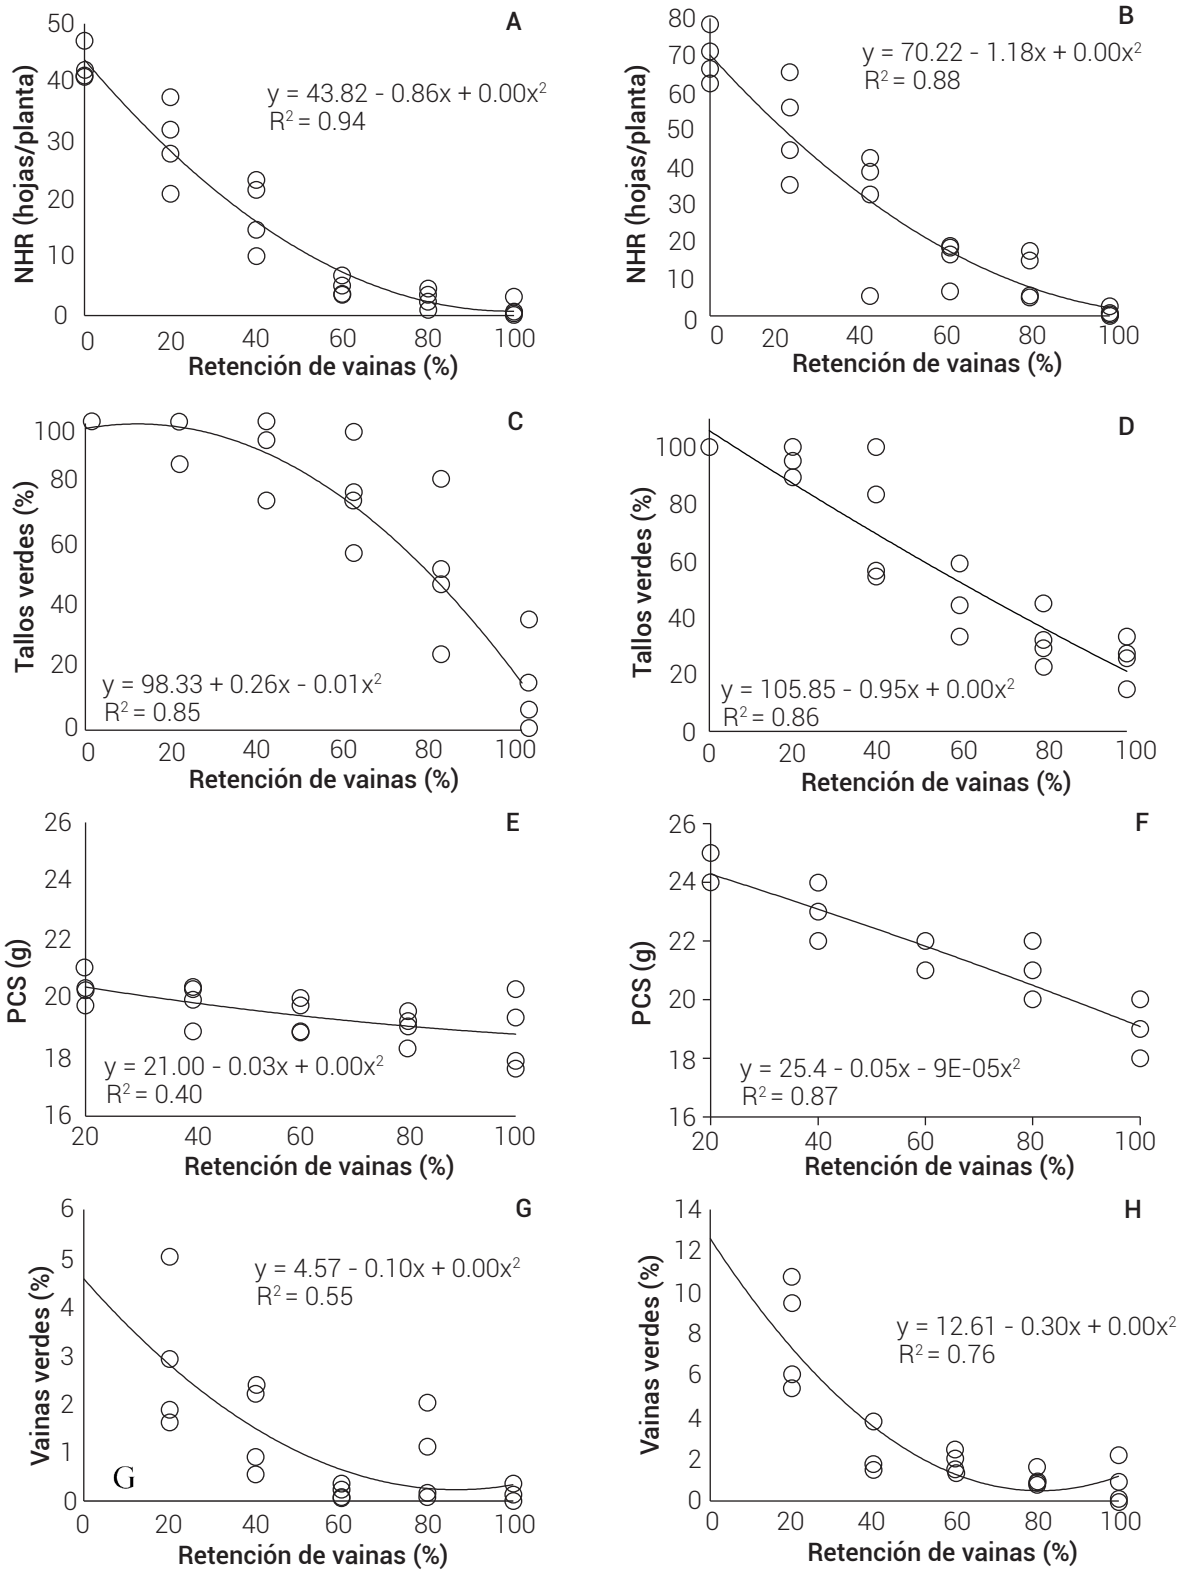 A
50
40
30
20
10
0
NHR (hojas/planta)
y = 43.82 - 0.86x + 0.00x²
R² = 0.94
0 20 40 60 80 100
Retención de vainas (%)
B
80
70
60
50
40
30
20
10
0
NHR (hojas/planta)
y = 70.22 - 1.18x + 0.00x²
R² = 0.88
0 20 40 60 80 100
Retención de vainas (%)
C
100
80
60
40
20
0
Tallos verdes (%)
y = 98.33 + 0.26x - 0.01x²
R² = 0.85
0 20 40 60 80 100
Retención de vainas (%)
D
100
80
60
40
20
0
Tallos verdes (%)
y = 105.85 - 0.95x + 0.00x²
R² = 0.86
0 20 40 60 80 100
Retención de vainas (%)
E
26
24
22
20
18
16
PCS (g)
y = 21.00 - 0.03x + 0.00x²
R² = 0.40
20 40 60 80 100
Retención de vainas (%)
F
26
24
22
20
18
16
PCS (g)
y = 25.4 - 0.05x - 9E-05x²
R² = 0.87
20 40 60 80 100
Retención de vainas (%)
G
6
5
4
3
2
1
0
Vainas verdes (%)
y = 4.57 - 0.10x + 0.00x²
R² = 0.55
G
0 20 40 60 80 100
Retención de vainas (%)
H
14
12
10
8
6
4
2
0
Vainas verdes (%)
y = 12.61 - 0.30x + 0.00x²
R² = 0.76
0 20 40 60 80 100
Retención de vainas (%)